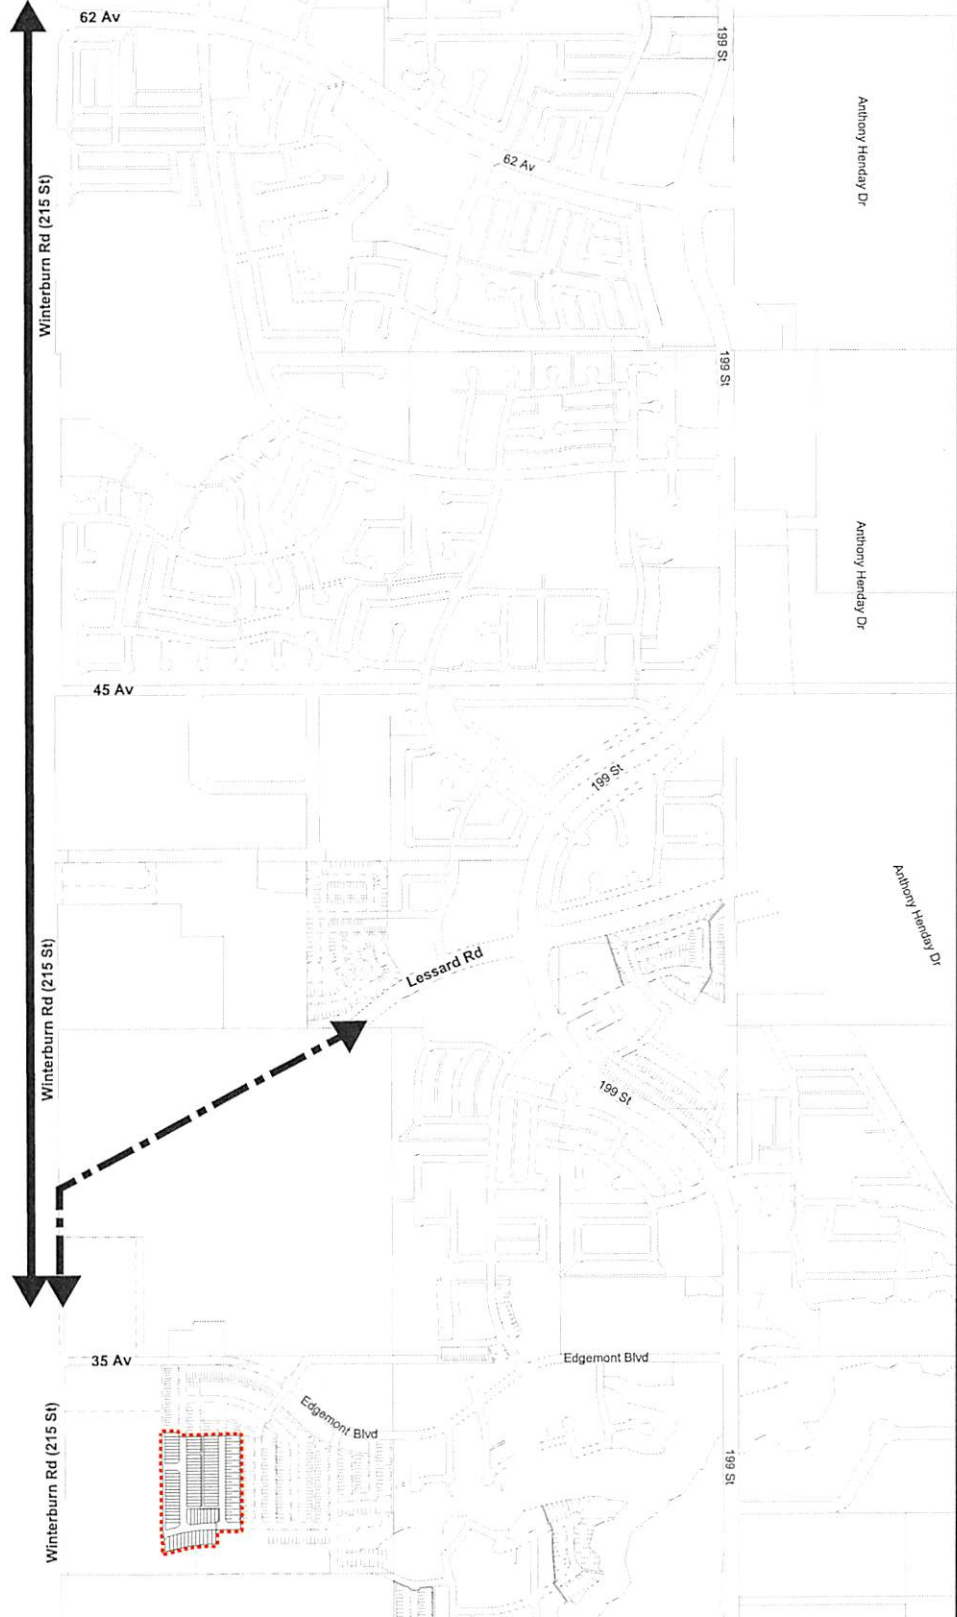 62 Av
199 St
Anthony Henday Dr
62 Av
Winterburn Rd (215 St)
199 St
Anthony Henday Dr
45 Av
199 St
Anthony Henday Dr
Lessard Rd
Winterburn Rd (215 St)
199 St
35 Av
Edgemont Blvd
Edgemont Blvd
Winterburn Rd (215 St)
199 St